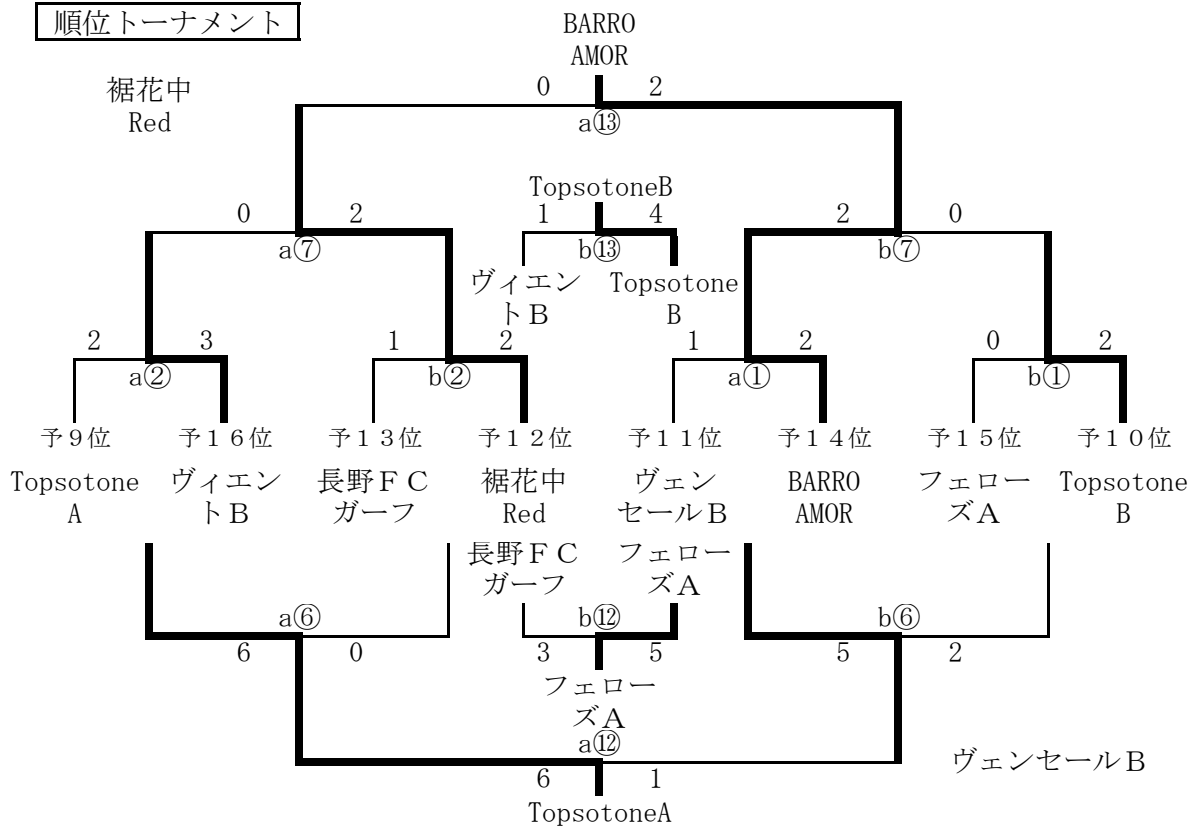 順位トーナメント
BARRO
AMOR
裾花中
Red
0 2
a⑬
TopsotoneB
0 2 1 4 2 0
a⑦ b⑬ b⑦
ヴィエン Topsotone
トB B
2 3 1 2 1 2 0 2
a② b② a① b①
予9位 予16位 予13位 予12位 予11位 予14位 予15位 予10位
Topsotone ヴィエン 長野FC 裾花中 ヴェン BARRO フェロー Topsotone
A トB ガーフ Red セールB AMOR ズA B
長野FC フェロー
ガーフ ズA
a⑥ b⑫ b⑥
6 0 3 5 5 2
フェロー
ズA
a⑫
ヴェンセールB
6 1
TopsotoneA